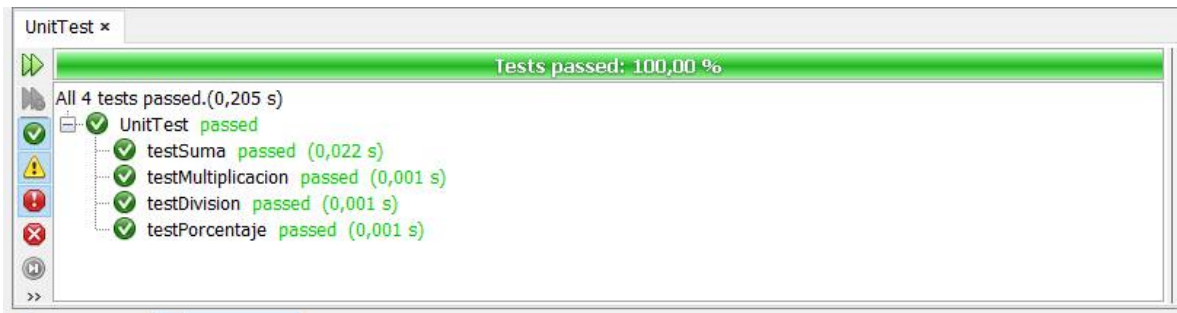 UnitTest ×
Tests passed: 100,00 %
All 4 tests passed.(0,205 s)
UnitTest passed
testSuma passed (0,022 s)
testMultiplicacion passed (0,001 s)
testDivision passed (0,001 s)
testPorcentaje passed (0,001 s)
>>